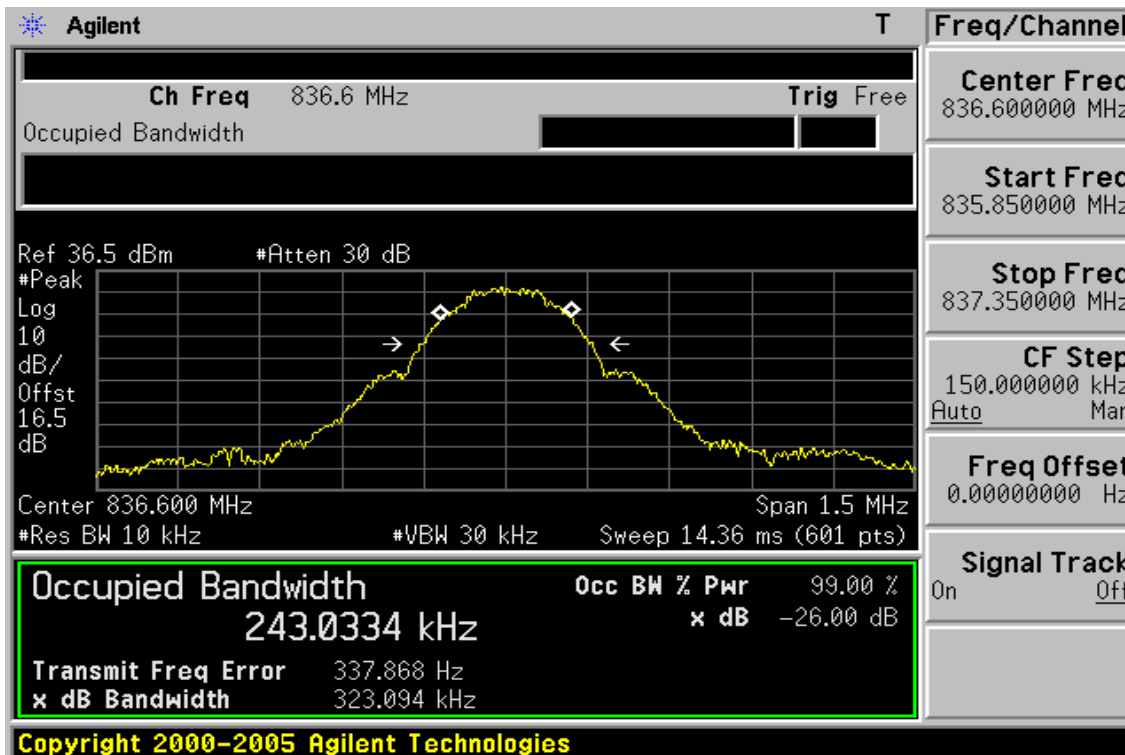 Agilent T
Freq/Channel
Ch Freq 836.6 MHz Trig Free
Occupied Bandwidth
Center Freq
836.600000 MHz
Start Freq
835.850000 MHz
Stop Freq
837.350000 MHz
CF Step
150.000000 kHz
Auto Man
Freq Offset
0.00000000 Hz
Signal Track
On Off
Ref 36.5 dBm #Atten 30 dB
#Peak
Log
10
dB/
Offst
16.5
dB
Center 836.600 MHz Span 1.5 MHz
#Res BW 10 kHz #VBW 30 kHz Sweep 14.36 ms (601 pts)
Occupied Bandwidth
243.0334 kHz
Occ BW % Pwr 99.00 %
x dB -26.00 dB
Transmit Freq Error 337.868 Hz
x dB Bandwidth 323.094 kHz
Copyright 2000-2005 Agilent Technologies